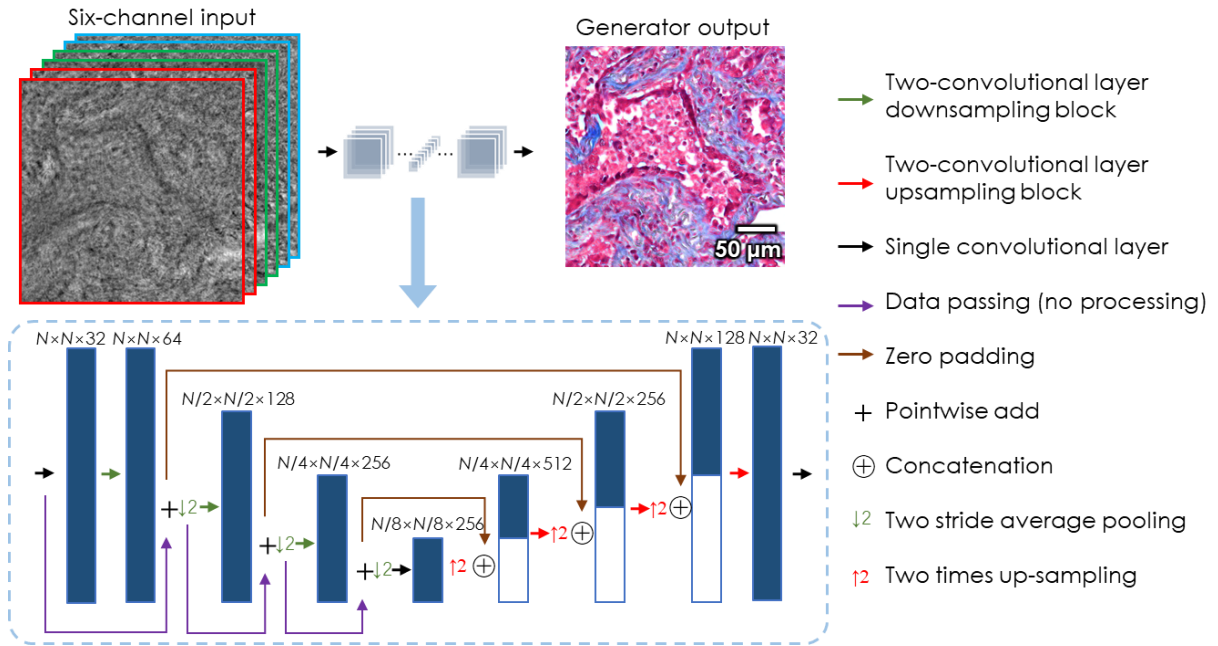 Six-channel input
Generator output
50 µm
Two-convolutional layer
downsampling block
Two-convolutional layer
upsampling block
Single convolutional layer
Data passing (no processing)
Zero padding
+ Pointwise add
⊕ Concatenation
↓2 Two stride average pooling
↑2 Two times up-sampling
N×N×32
N×N×64
N/2×N/2×128
N/4×N/4×256
N/8×N/8×256
N/4×N/4×512
N/2×N/2×256
N×N×128
N×N×32
+ ↓2
+ ↓2
+ ↓2
↑2 ⊕
↑2 ⊕
↑2 ⊕